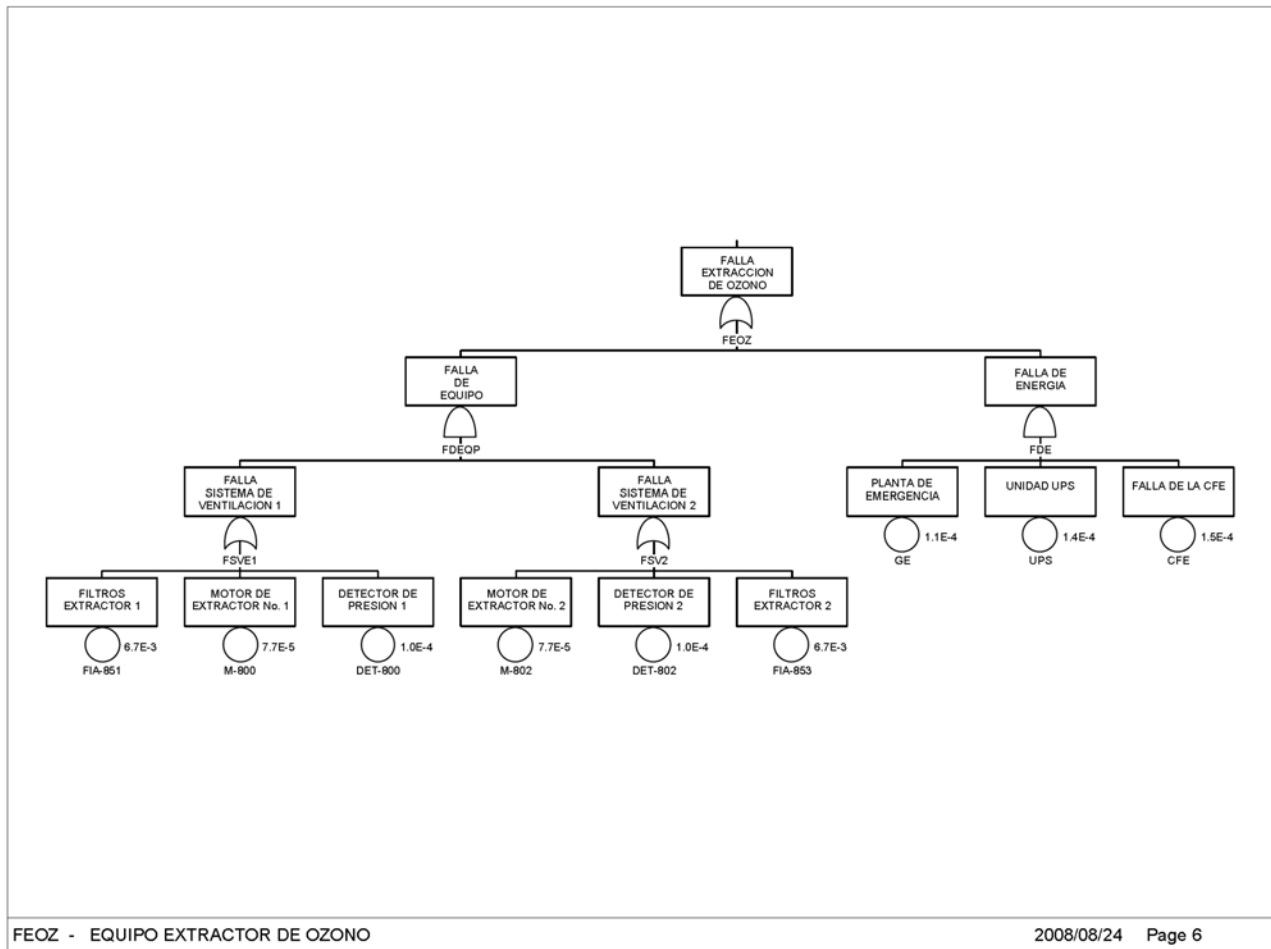 FALLA
EXTRACCION
DE OZONO
FEOZ
FALLA
DE
EQUIPO
FDEQP
FALLA DE
ENERGIA
FDE
FALLA
SISTEMA DE
VENTILACION 1
FSVE1
FALLA
SISTEMA DE
VENTILACION 2
FSV2
PLANTA DE
EMERGENCIA
1.1E-4
GE
UNIDAD UPS
1.4E-4
UPS
FALLA DE LA CFE
1.5E-4
CFE
FILTROS
EXTRACTOR 1
6.7E-3
FIA-851
MOTOR DE
EXTRACTOR No. 1
7.7E-5
M-800
DETECTOR DE
PRESION 1
1.0E-4
DET-800
MOTOR DE
EXTRACTOR No. 2
7.7E-5
M-802
DETECTOR DE
PRESION 2
1.0E-4
DET-802
FILTROS
EXTRACTOR 2
6.7E-3
FIA-853
FEOZ - EQUIPO EXTRACTOR DE OZONO
2008/08/24 Page 6